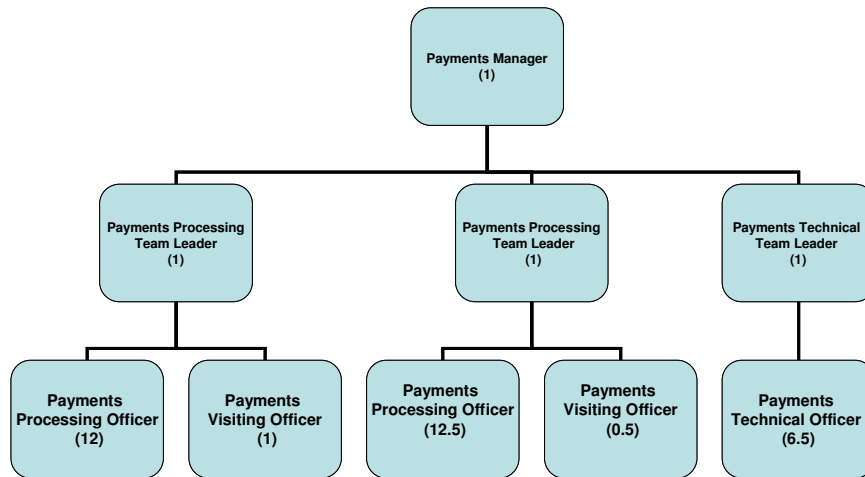 Payments Manager
(1)
Payments Processing
Team Leader
(1)
Payments Processing
Team Leader
(1)
Payments Technical
Team Leader
(1)
Payments
Processing Officer
(12)
Payments
Visiting Officer
(1)
Payments
Processing Officer
(12.5)
Payments
Visiting Officer
(0.5)
Payments
Technical Officer
(6.5)